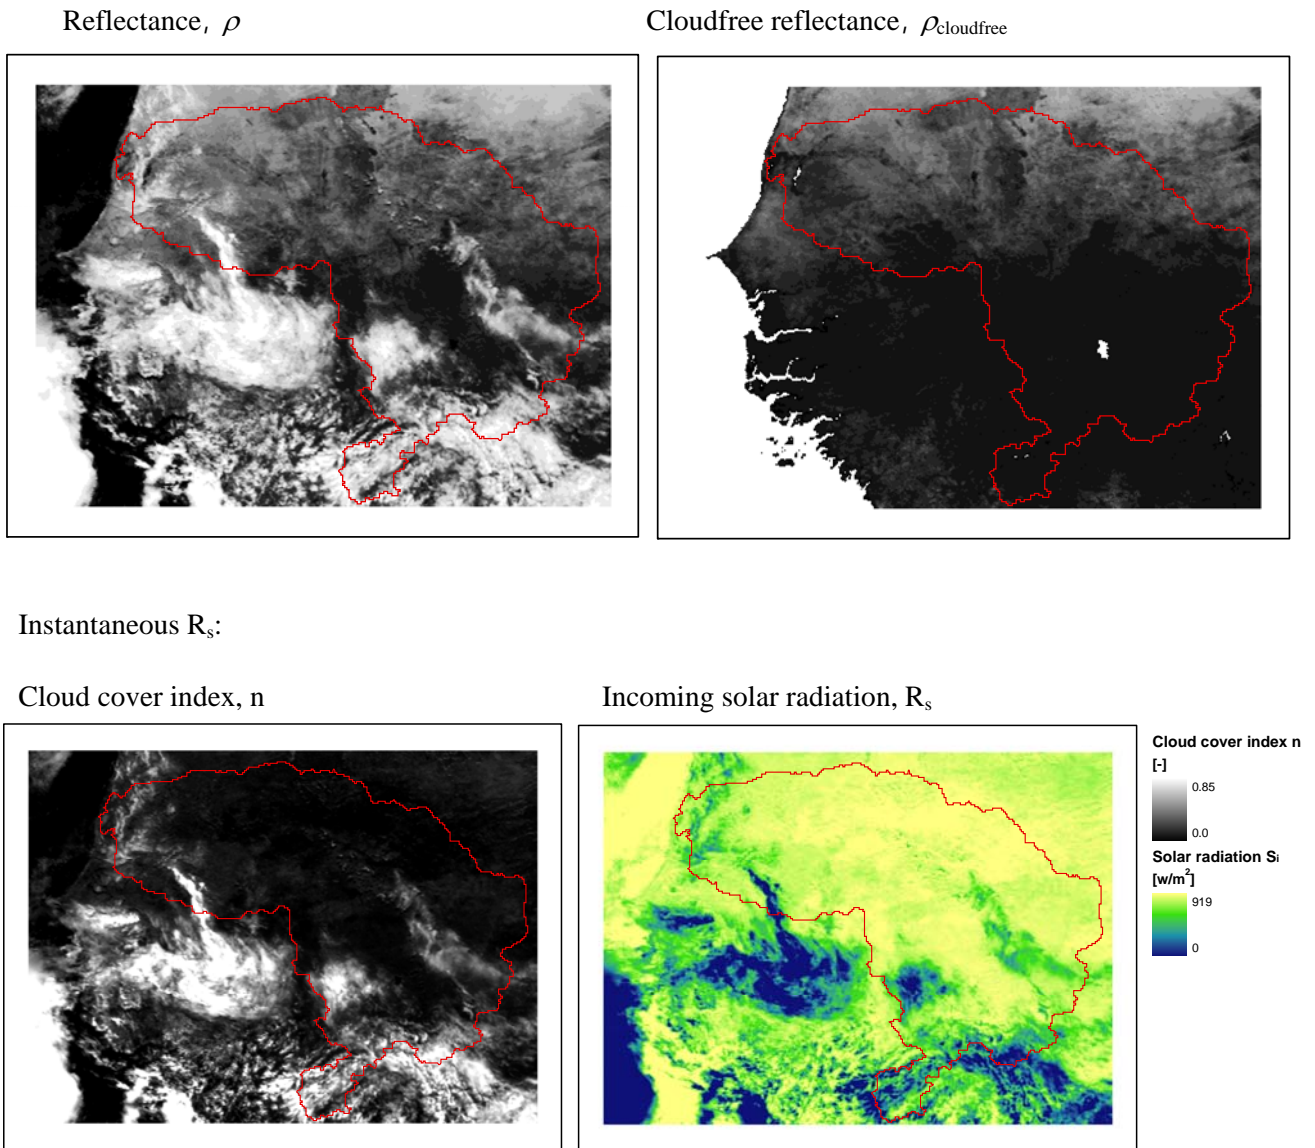 Reflectance, ρ
Cloudfree reflectance, ρcloudfree
Instantaneous Rs:
Cloud cover index, n
Incoming solar radiation, Rs
Cloud cover index n
[-]
0.85
0.0
Solar radiation Si
[w/m²]
919
0